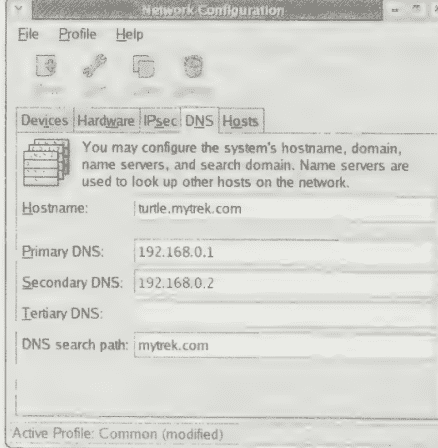 Network Configuration
File Profile Help
Devices Hardware IPsec DNS Hosts
You may configure the system's hostname, domain,
name servers, and search domain. Name servers are
used to look up other hosts on the network.
Hostname: turtle.mytrek.com
Primary DNS: 192.168.0.1
Secondary DNS: 192.168.0.2
Tertiary DNS:
DNS search path: mytrek.com
Active Profile: Common (modified)